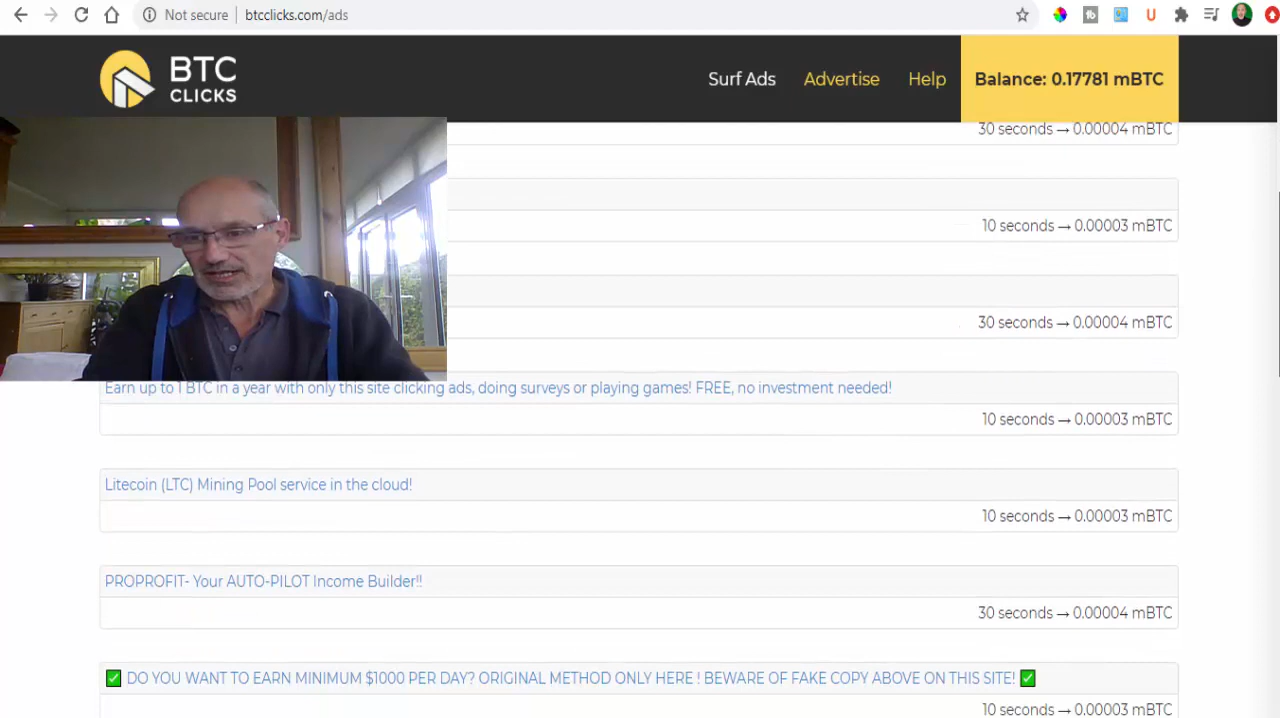 Not secure | btcclicks.com/ads
BTC
CLICKS
Surf Ads
Advertise
Help
Balance: 0.17781 mBTC
30 seconds → 0.00004 mBTC
10 seconds → 0.00003 mBTC
30 seconds → 0.00004 mBTC
Earn up to 1 BTC in a year with only this site clicking ads, doing surveys or playing games! FREE, no investment needed!
10 seconds → 0.00003 mBTC
Litecoin (LTC) Mining Pool service in the cloud!
10 seconds → 0.00003 mBTC
PROPROFIT- Your AUTO-PILOT Income Builder!!
30 seconds → 0.00004 mBTC
✅ DO YOU WANT TO EARN MINIMUM $1000 PER DAY? ORIGINAL METHOD ONLY HERE ! BEWARE OF FAKE COPY ABOVE ON THIS SITE! ✅
10 seconds → 0.00003 mBTC